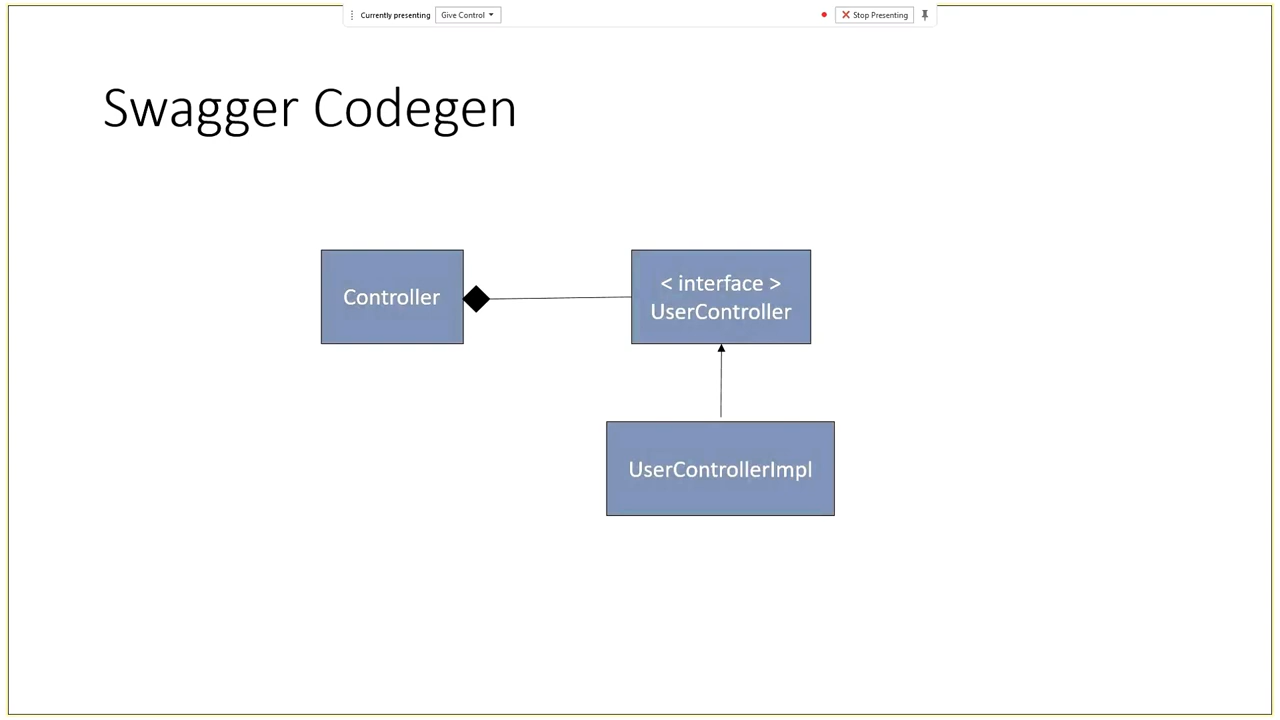 Currently presenting
Give Control
Stop Presenting
Swagger Codegen
Controller
< interface >
UserController
UserControllerImpl